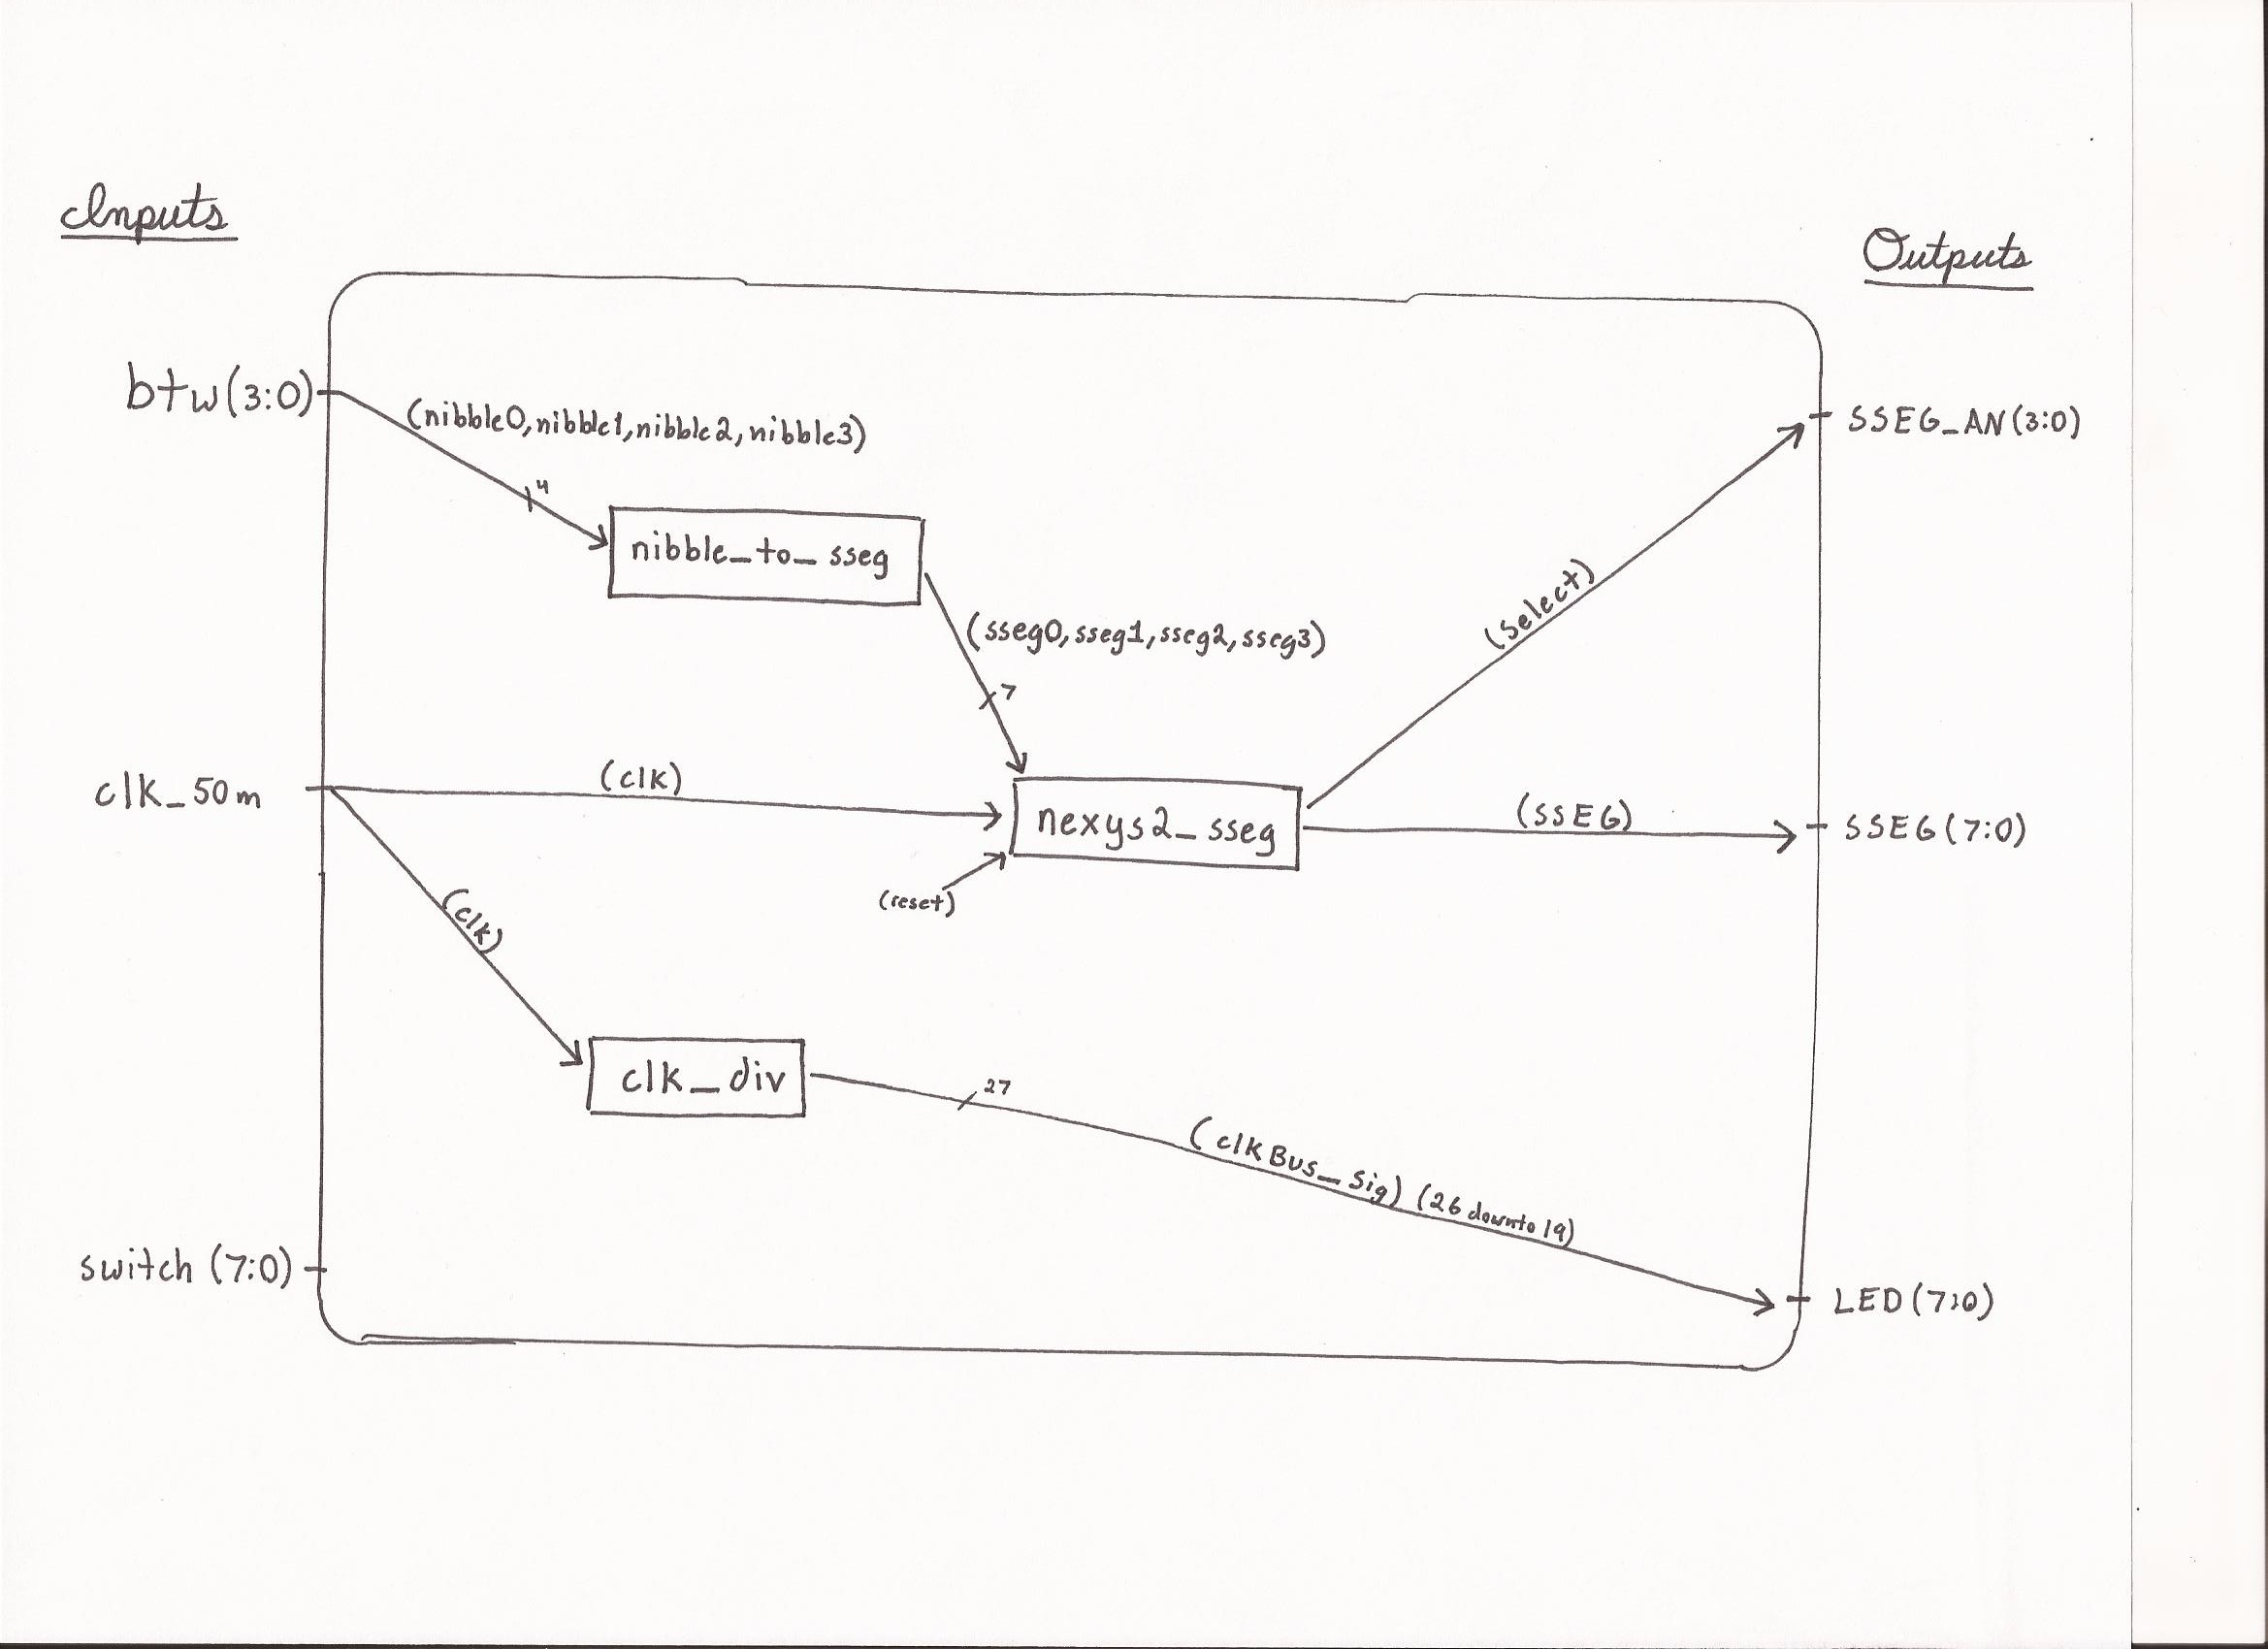 Inputs
Outputs
btw(3:0)
(nibble0,nibble1,nibble2,nibble3)
4
SSEG_AN(3:0)
nibble_to_sseg
(select)
(sseg0,sseg1,sseg2,sseg3)
7
clk_50m
(clk)
nexys2_sseg
(SSEG)
SSEG(7:0)
(reset)
(clk)
clk_div
27
(clkBus_sig) (26 downto 19)
switch (7:0)
LED(7:0)